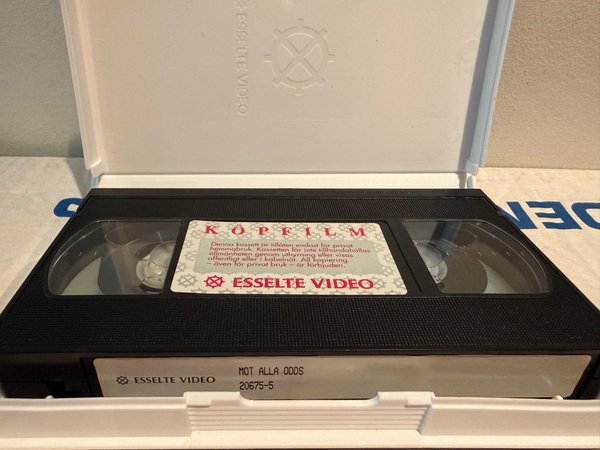 ESSELTE VIDEO
DEN
KÖPFILM
Denna kassett är tillåten endast för privat
hemmabruk. Kassetten får inte tillhandahållas
allmänheten genom uthyrning eller visas
offentligt eller i kabelnät. All kopiering
– även för privat bruk – är förbjuden.
ESSELTE VIDEO
ESSELTE VIDEO
MOT ALLA ODDS
20675-5